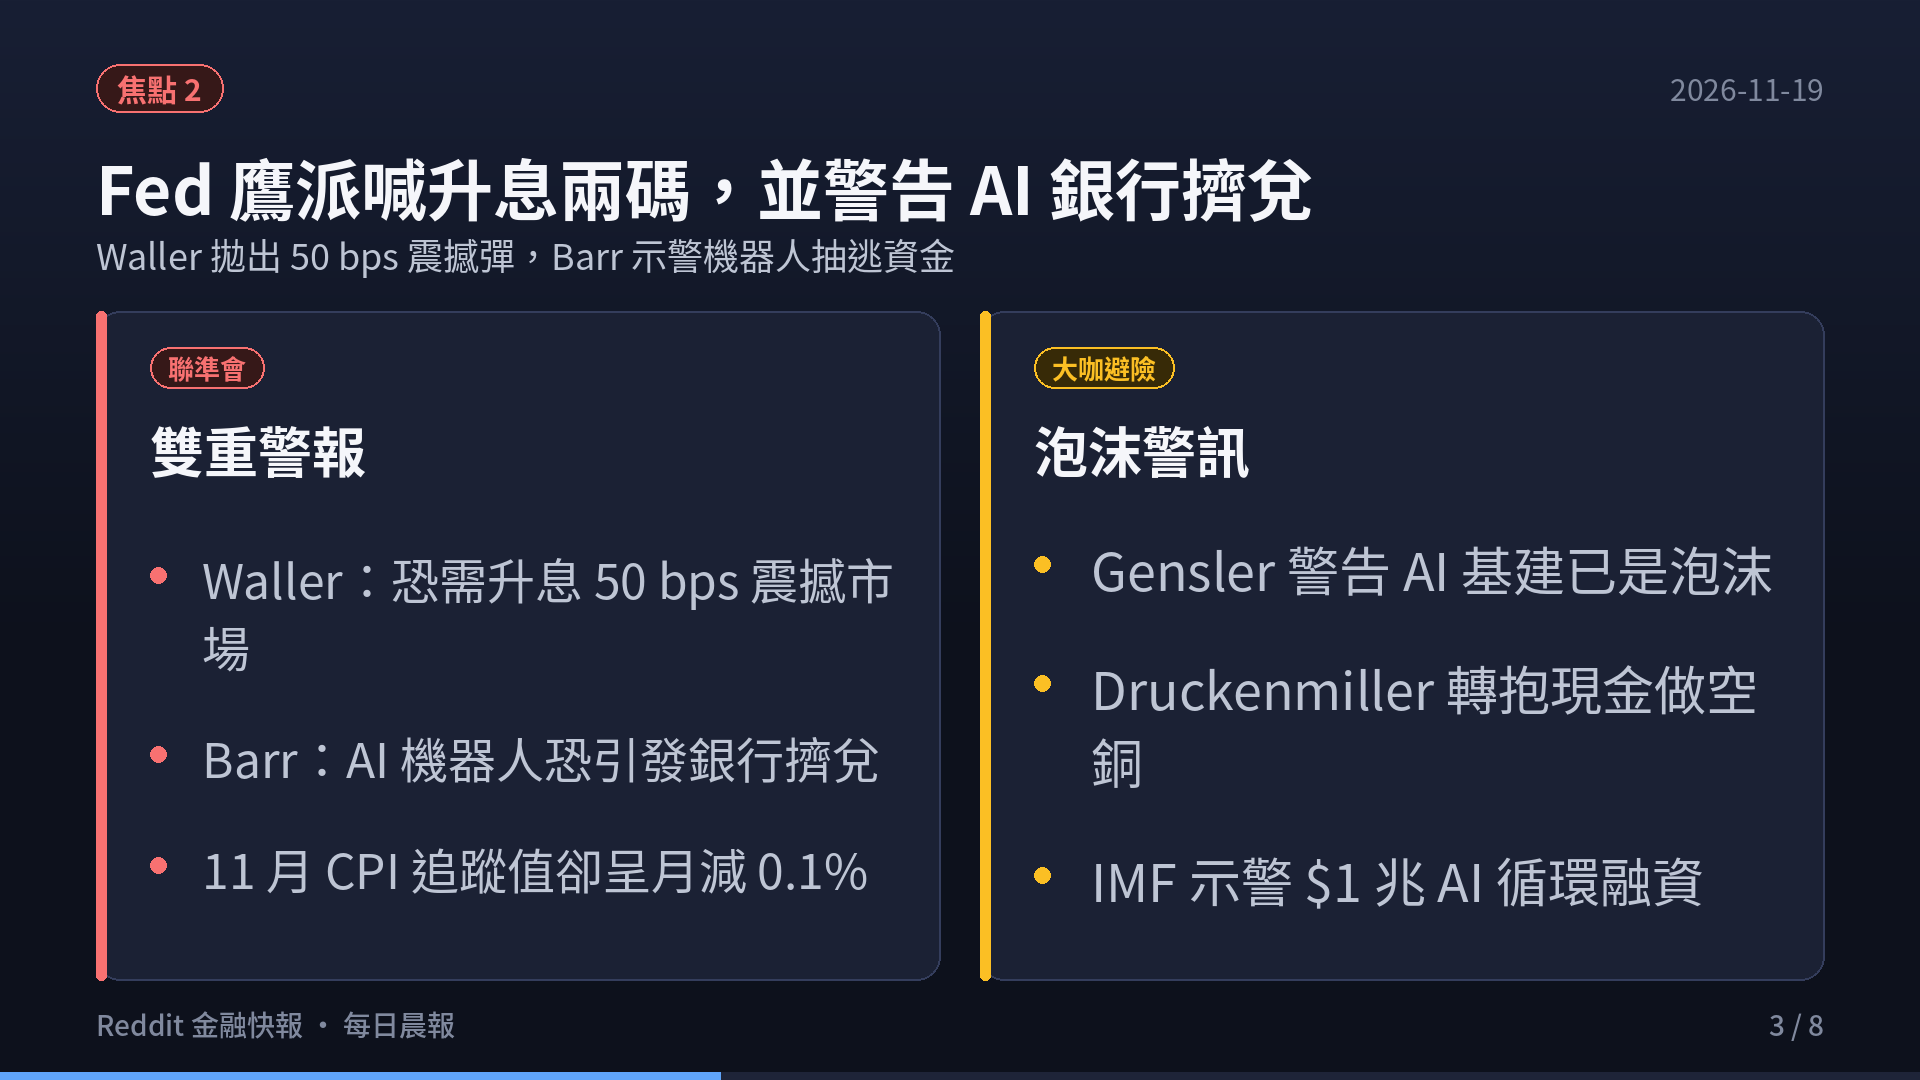 焦點 2
2026-11-19
Fed 鷹派喊升息兩碼，並警告 AI 銀行擠兌
Waller 拋出 50 bps 震撼彈，Barr 示警機器人抽逃資金
聯準會
雙重警報
Waller：恐需升息 50 bps 震撼市
場
Barr：AI 機器人恐引發銀行擠兌
11 月 CPI 追蹤值卻呈月減 0.1%
大咖避險
泡沫警訊
Gensler 警告 AI 基建已是泡沫
Druckenmiller 轉抱現金做空
銅
IMF 示警 $1 兆 AI 循環融資
Reddit 金融快報 · 每日晨報
3 / 8